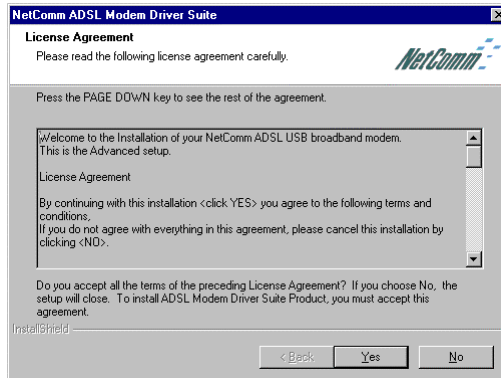 NetComm ADSL Modem Driver Suite
License Agreement
Please read the following license agreement carefully.
NetComm
Press the PAGE DOWN key to see the rest of the agreement.
Welcome to the Installation of your NetComm ADSL USB broadband modem.
This is the Advanced setup.
License Agreement
By continuing with this installation <click YES> you agree to the following terms and
conditions,
If you do not agree with everything in this agreement, please cancel this installation by
clicking <NO>.
Do you accept all the terms of the preceding License Agreement? If you choose No, the
setup will close. To install ADSL Modem Driver Suite Product, you must accept this
agreement.
InstallShield
< Back
Yes
No